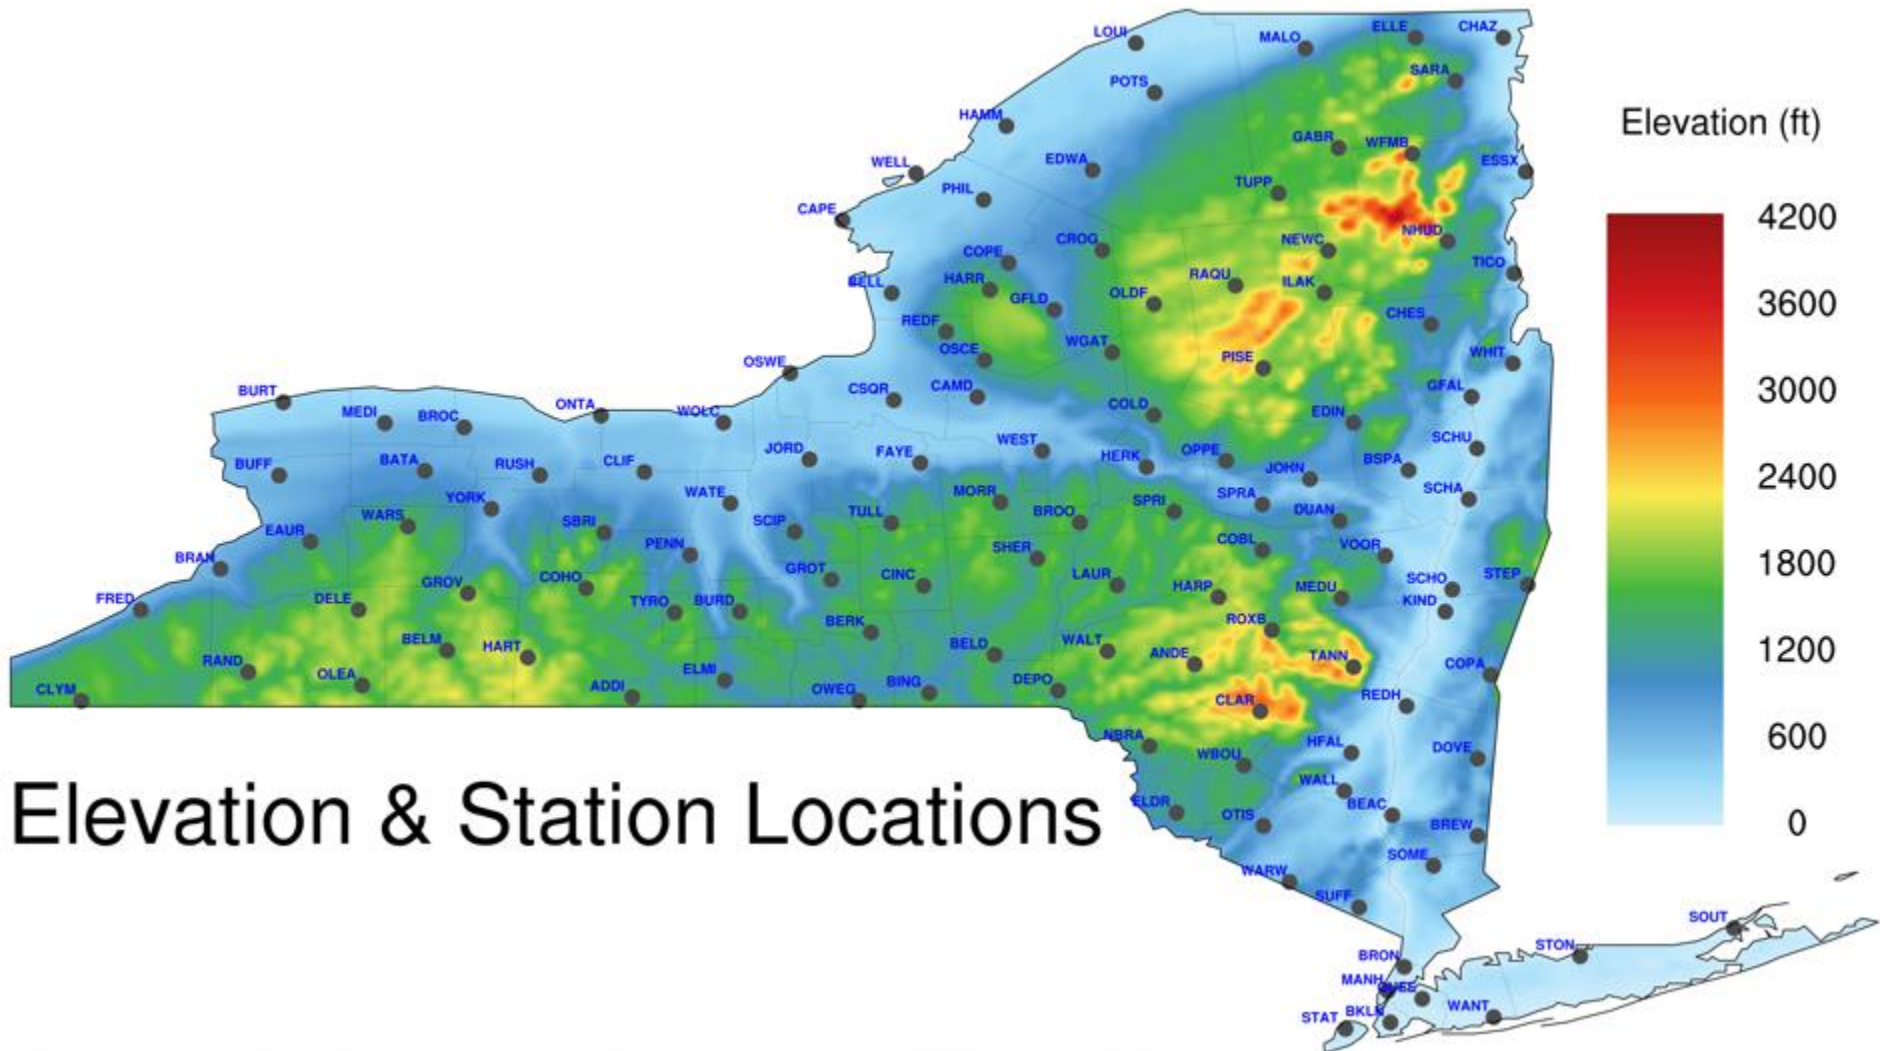 LOUI
MALO
ELLE
CHAZ
SARA
POTS
HAMM
Elevation (ft)
GABR
WFMB
EDWA
ESSX
WELL
PHIL
TUPP
CAPE
4200
NHUD
CROG
NEWC
COPE
TICO
RAQU
ILAK
HARR
BELL
GFLD
OLDF
3600
CHES
REDF
WGAT
OSCE
PISE
WHIT
OSWE
3000
CSQR
CAMD
GFAL
BURT
MEDI
BROC
ONTA
WOLC
COLD
EDIN
WEST
SCHU
JORD
FAYE
HERK
OPPE
BUFF
BATA
RUSH
CLIF
JOHN
BSPA
2400
WATE
MORR
SPRA
SCHA
YORK
SPRI
WARS
SBRI
SCIP
TULL
BROO
DUAN
EAUR
PENN
SHER
COBL
VOOR
BRAN
GROT
CINC
LAUR
1800
GROV
COHO
HARP
MEDU
SCHO
STEP
FRED
DELE
TYRO
BURD
KIND
BERK
ROXB
BELM
HART
BELD
WALT
ANDE
TANN
1200
RAND
OLEA
ELMI
COPA
CLYM
ADDI
OWEG
BING
DEPO
CLAR
REDH
NBRA
WBOU
HFAL
DOVE
600
Elevation & Station Locations
WALL
ELDR
OTIS
BEAC
BREW
0
SOME
WARW
SUFF
SOUT
STON
BRON
MANH
QUEE
WANT
STAT
BKLN